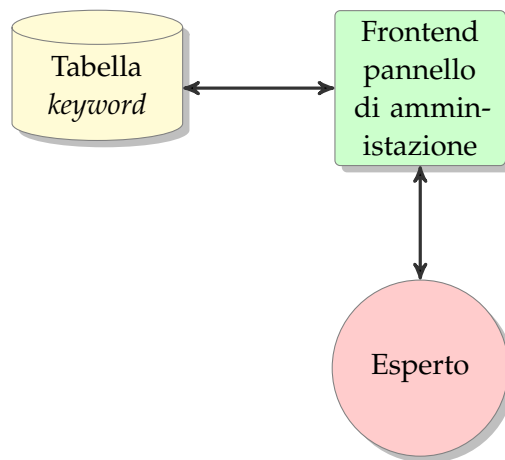 Tabella
keyword
Frontend
pannello
di ammin-
istazione
Esperto